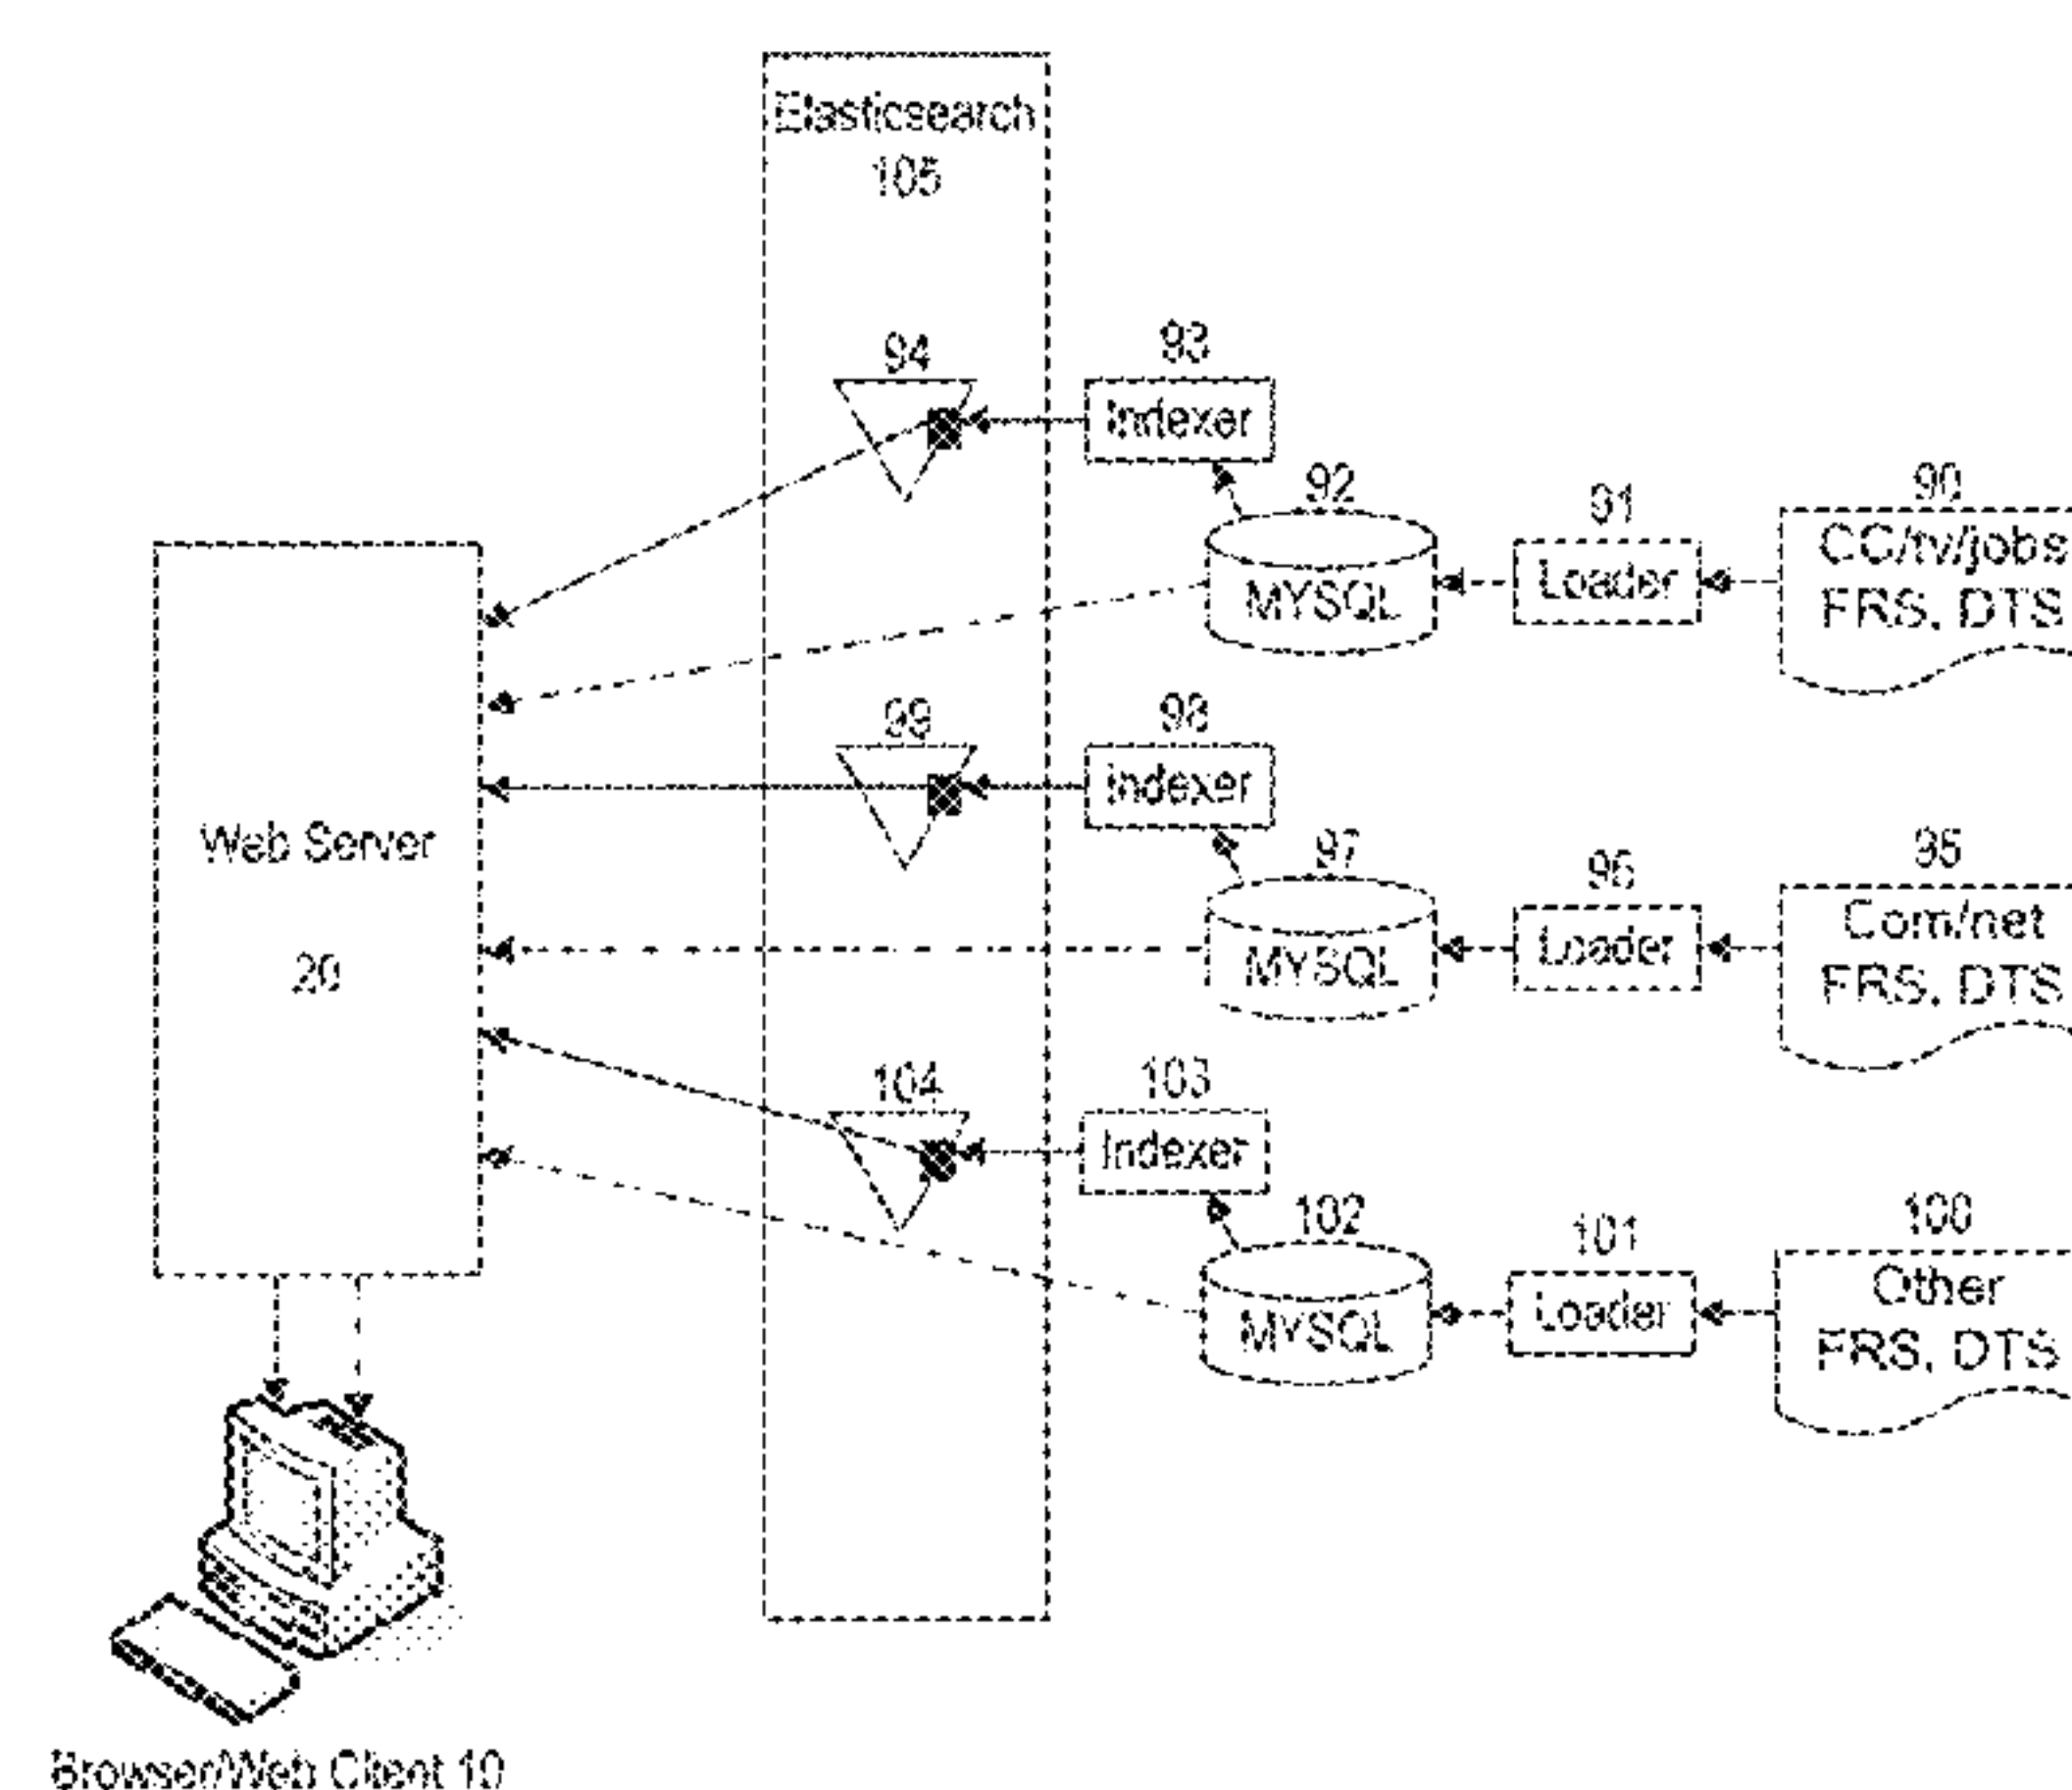 Elasticsearch
105
94
93
Indexer
92
MYSQL
91
Loader
90
CC/tv/jobs
FRS, DTS
99
98
Indexer
97
MYSQL
96
Loader
95
Com/net
FRS, DTS
Web Server
20
104
103
Indexer
102
MYSQL
101
Loader
100
Other
FRS, DTS
Browser/Web Client 10